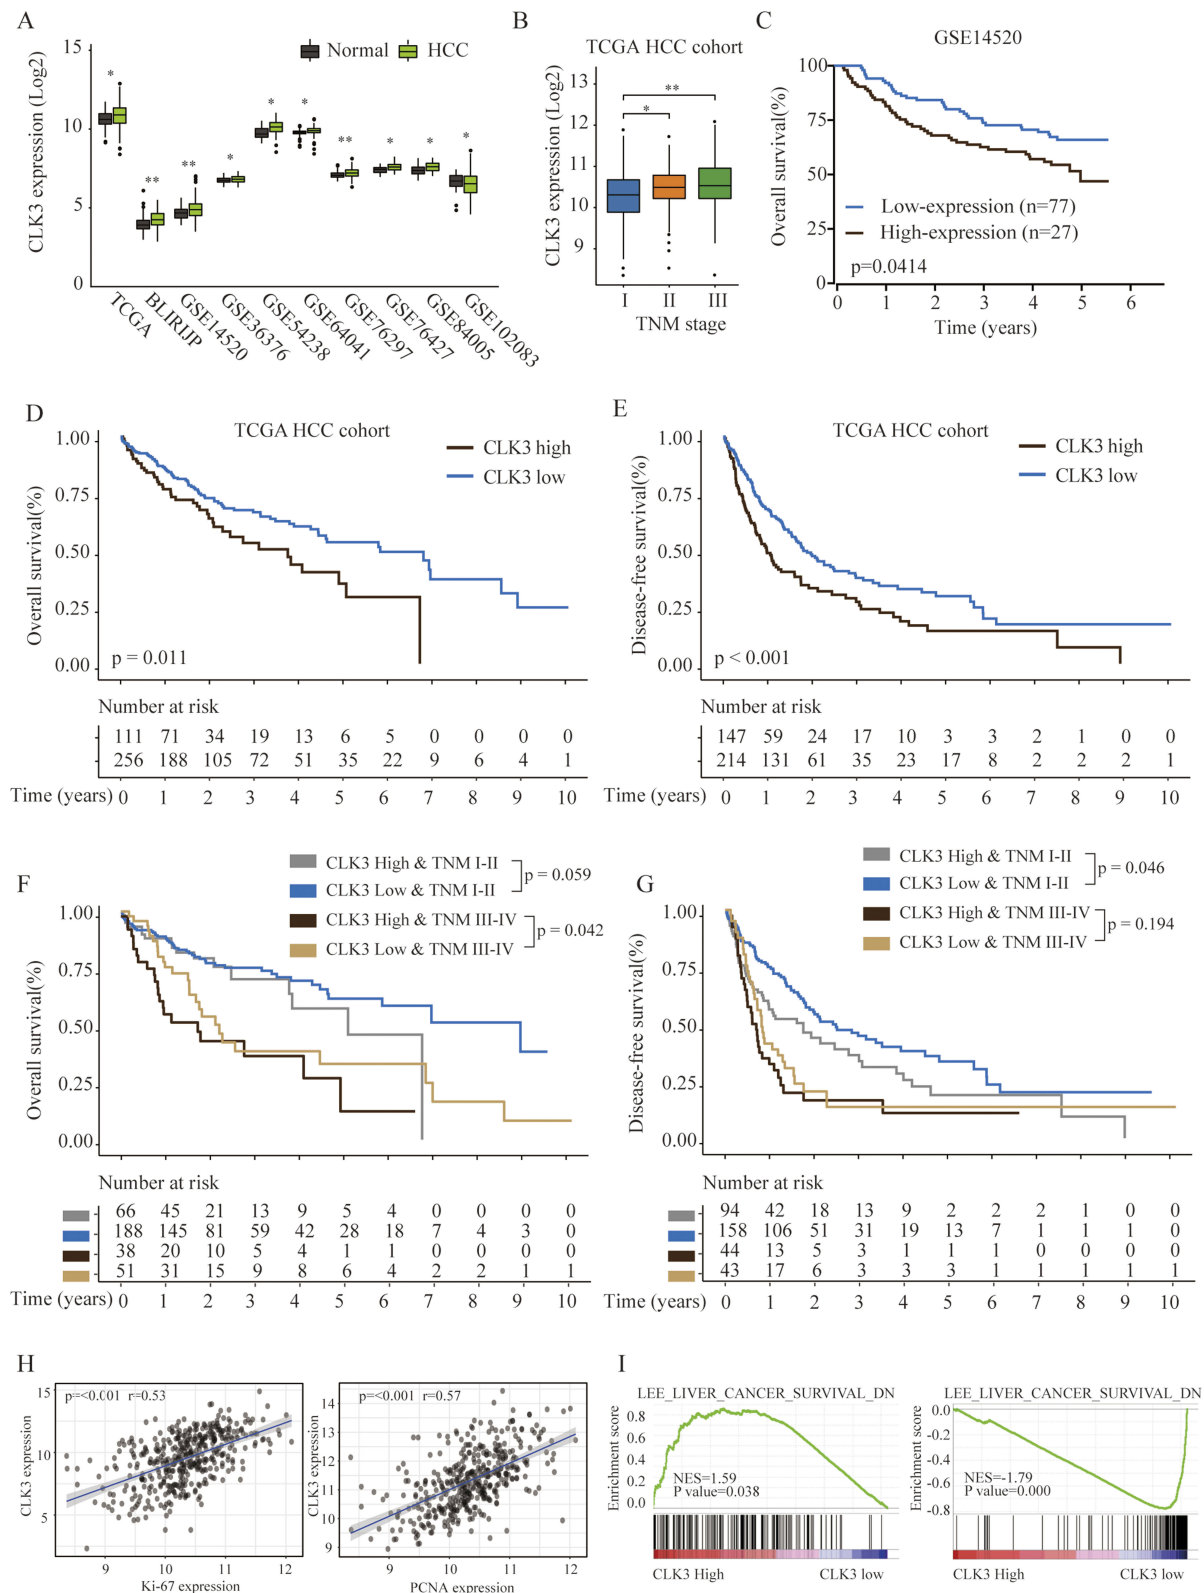 A
CLK3 expression (Log2)
15
10
5
0
Normal
HCC
*
**
**
*
*
*
**
*
*
*
TCGA
BLIRIJP
GSE14520
GSE36376
GSE54238
GSE64041
GSE76297
GSE76427
GSE84005
GSE102083
B
TCGA HCC cohort
CLK3 expression (Log2)
13
11
10
9
**
*
I II III
TNM stage
C
GSE14520
Overall survival(%)
100
75
50
25
0
Low-expression (n=77)
High-expression (n=27)
p=0.0414
0 1 2 3 4 5 6
Time (years)
D
TCGA HCC cohort
CLK3 high
CLK3 low
Overall survival(%)
1.00
0.75
0.50
0.25
0.00
p = 0.011
Number at risk
111 71 34 19 13 6 5 0 0 0 0
256 188 105 72 51 35 22 9 6 4 1
Time (years) 0 1 2 3 4 5 6 7 8 9 10
E
TCGA HCC cohort
CLK3 high
CLK3 low
Disease-free survival(%)
1.00
0.75
0.50
0.25
0.00
p < 0.001
Number at risk
147 59 24 17 10 3 3 2 1 0 0
214 131 61 35 23 17 8 2 2 2 1
Time (years) 0 1 2 3 4 5 6 7 8 9 10
F
CLK3 High & TNM I-II
CLK3 Low & TNM I-II
p = 0.059
CLK3 High & TNM III-IV
CLK3 Low & TNM III-IV
p = 0.042
Overall survival(%)
1.00
0.75
0.50
0.25
0.00
Number at risk
66 45 21 13 9 5 4 0 0 0 0
188 145 81 59 42 28 18 7 4 3 0
38 20 10 5 4 1 1 0 0 0 0
51 31 15 9 8 6 4 2 2 1 1
Time (years) 0 1 2 3 4 5 6 7 8 9 10
G
CLK3 High & TNM I-II
CLK3 Low & TNM I-II
p = 0.046
CLK3 High & TNM III-IV
CLK3 Low & TNM III-IV
p = 0.194
Disease-free survival(%)
1.00
0.75
0.50
0.25
0.00
Number at risk
94 42 18 13 9 2 2 2 1 0 0
158 106 51 31 19 13 7 1 1 1 0
44 13 5 3 1 1 1 0 0 0 0
43 17 6 3 3 3 1 1 1 1 1
Time (years) 0 1 2 3 4 5 6 7 8 9 10
H
p=<0.001 r=0.53
CLK3 expression
15
10
5
9 10 11 12
Ki-67 expression
p=<0.001 r=0.57
CLK3 expression
14
13
12
11
10
9
9 10 11 12
PCNA expression
I
LEE_LIVER_CANCER_SURVIVAL_DN
Enrichment score
0.8
0.6
0.4
0.2
0.0
NES=1.59
P value=0.038
CLK3 High CLK3 low
LEE_LIVER_CANCER_SURVIVAL_DN
Enrichment score
0.0
-0.2
-0.4
-0.6
-0.8
NES=-1.79
P value=0.000
CLK3 High CLK3 low